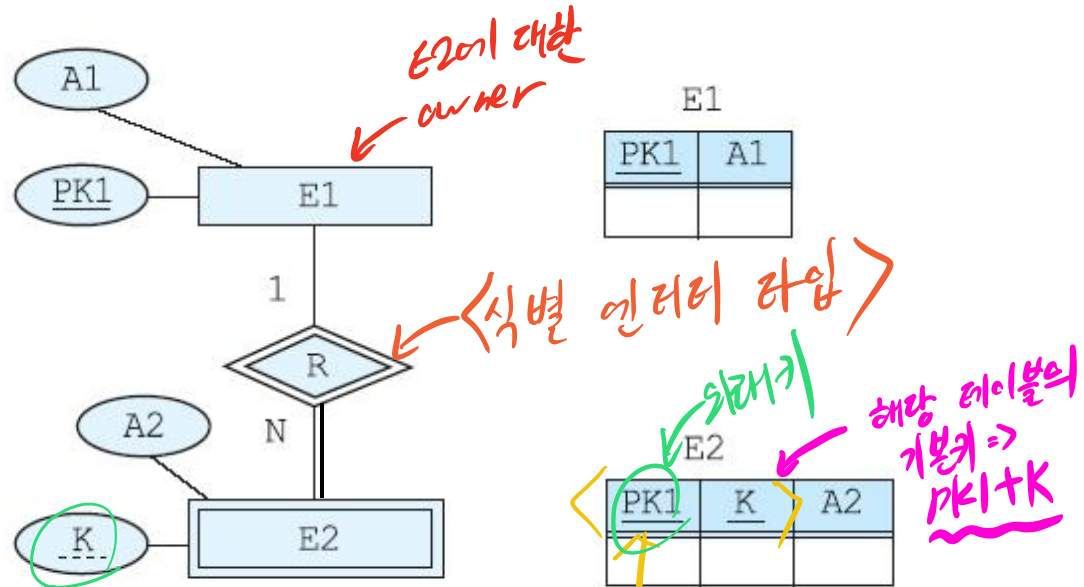 E2에 대한
owner
A1
E1
PK1 A1
PK1
E1
1
<식별 엔터티 타입>
R
외래키
해당 테이블의
기본키 =>
PK1+K
A2
N
E2
PK1 K A2
K
E2